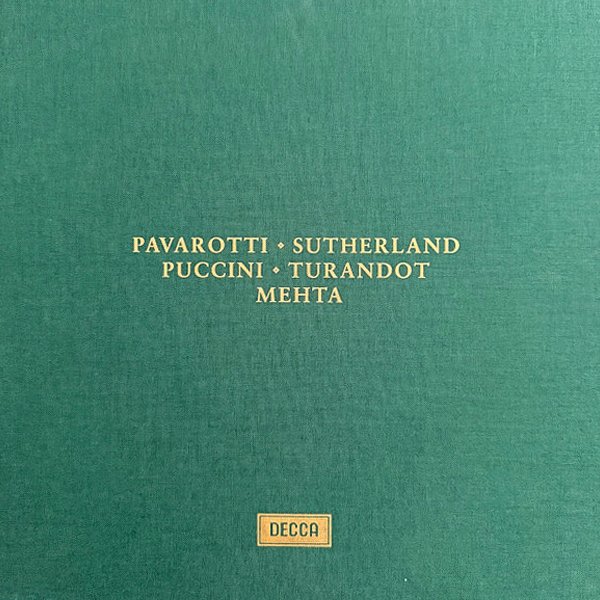 PAVAROTTI ⬥ SUTHERLAND
PUCCINI ⬥ TURANDOT
MEHTA
DECCA